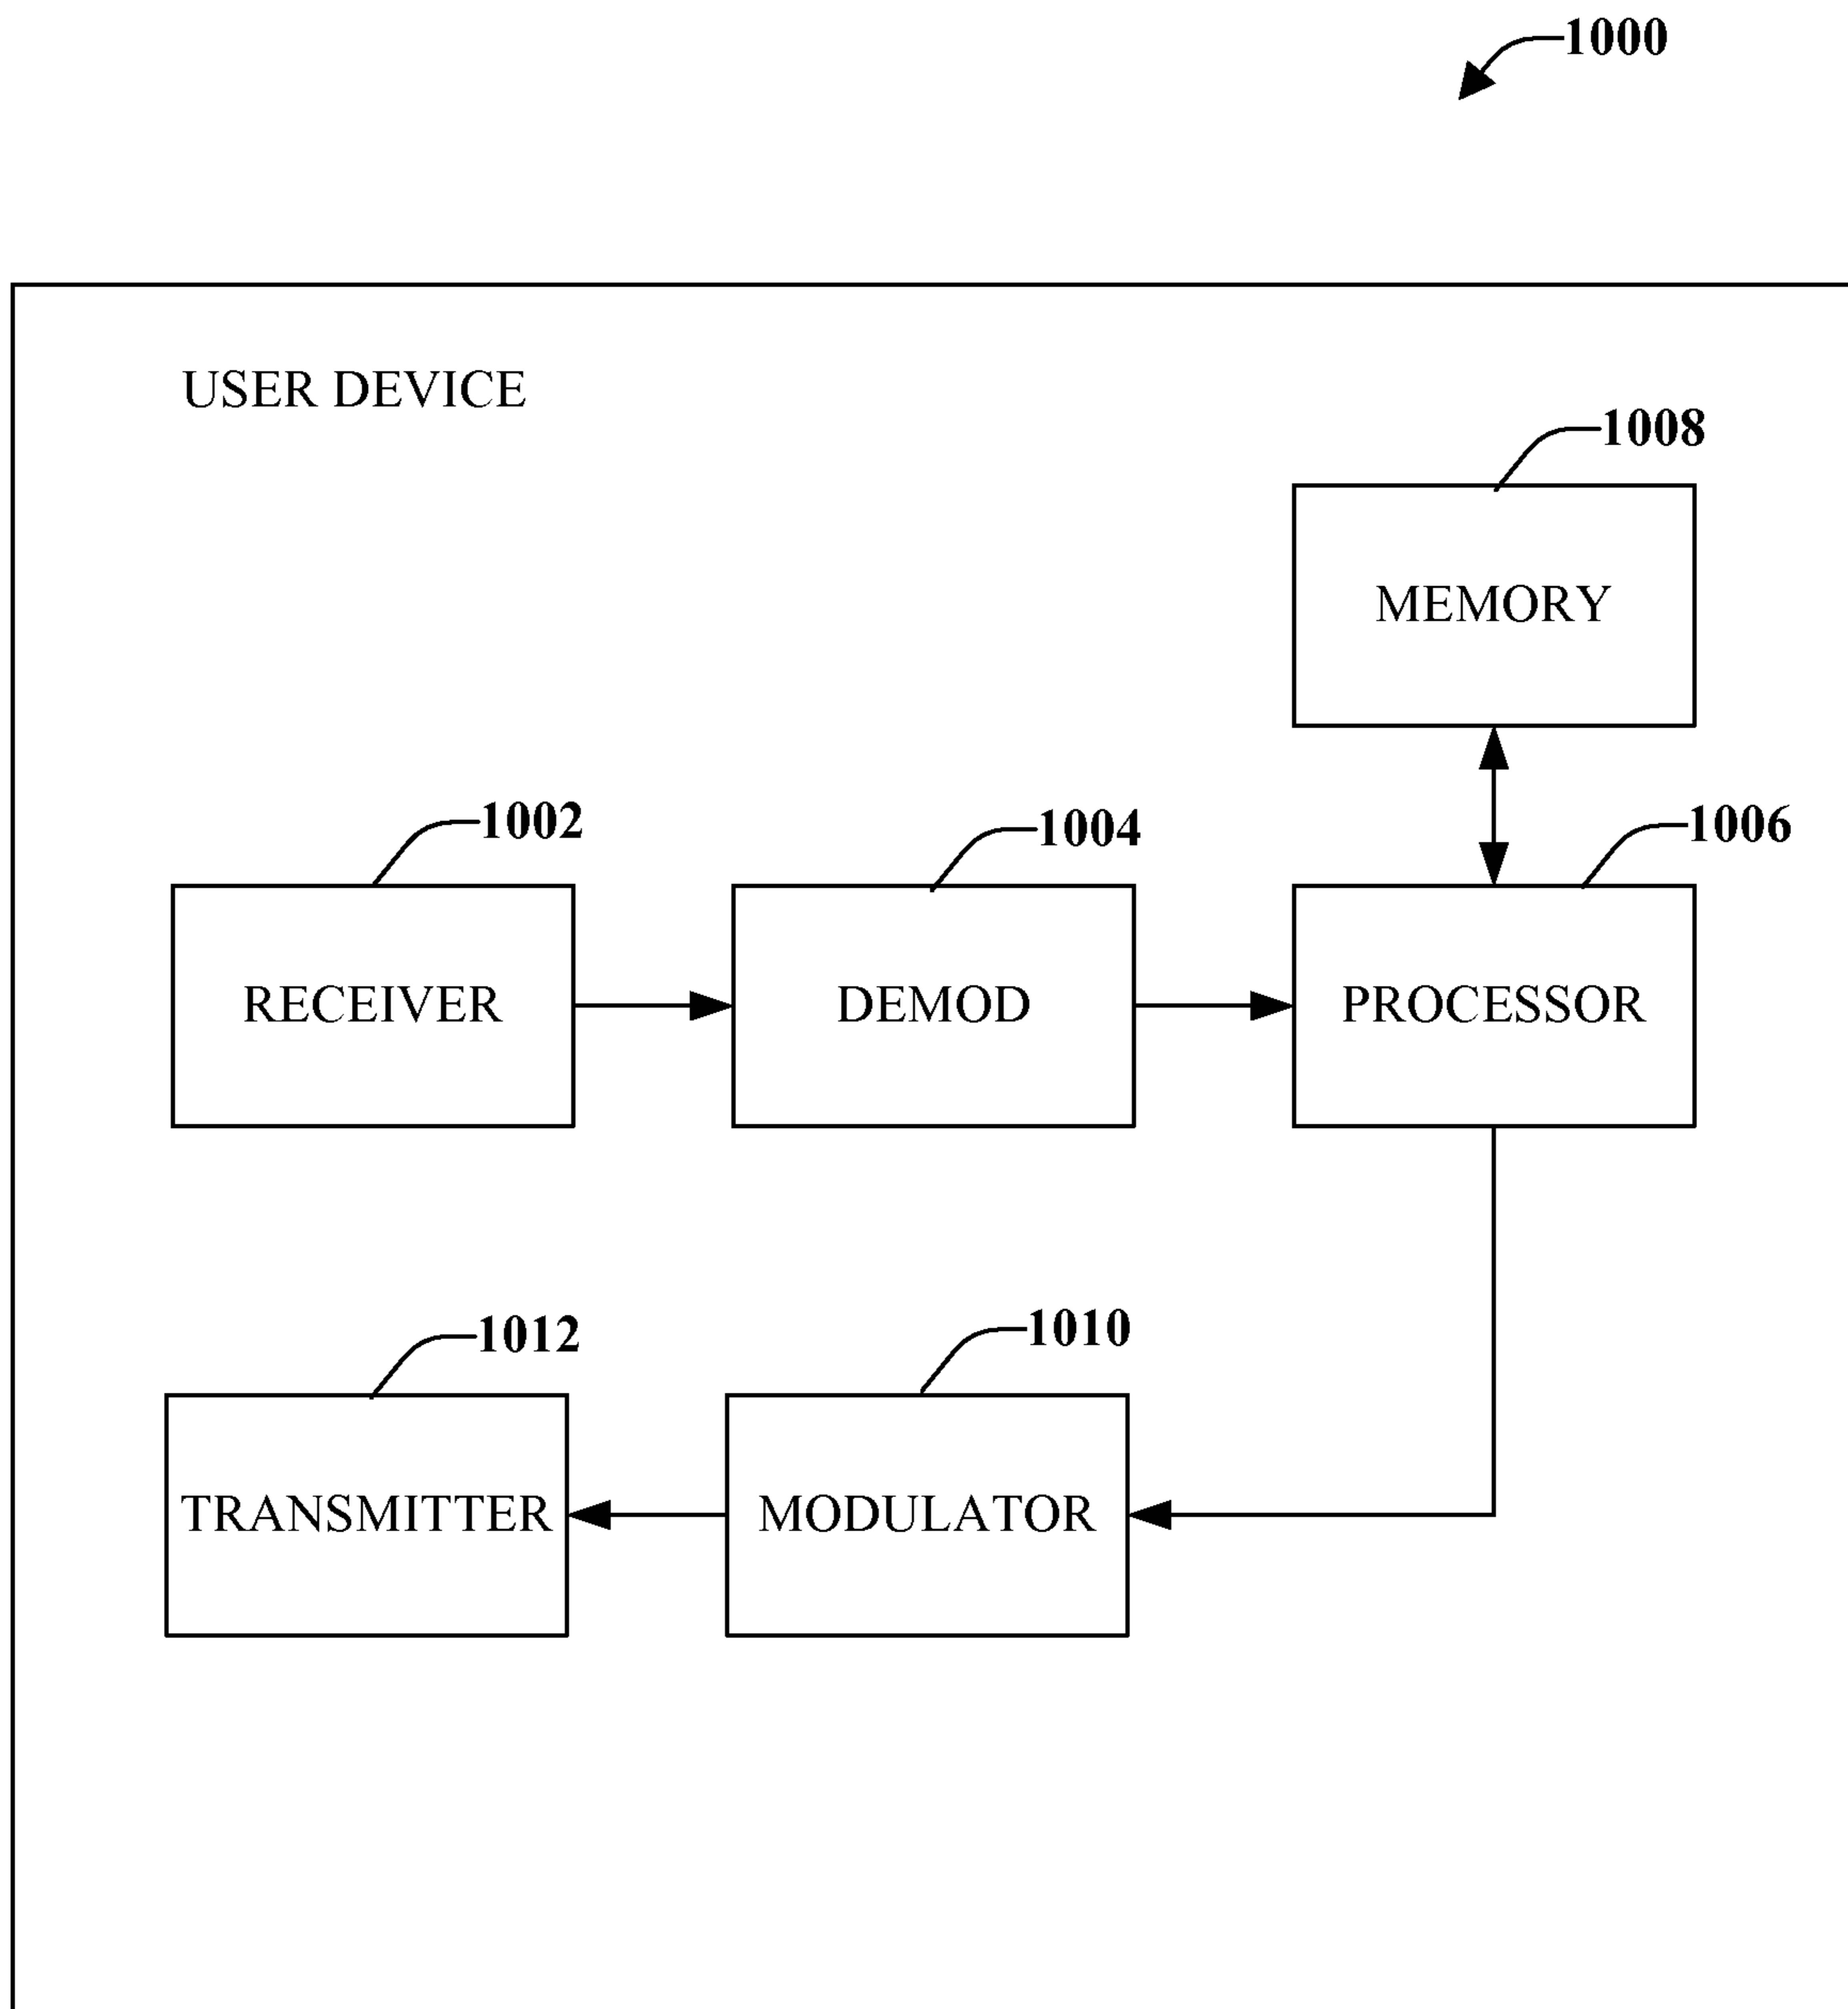 1000
USER DEVICE
1008
MEMORY
1002
1004
1006
RECEIVER
DEMOD
PROCESSOR
1012
1010
TRANSMITTER
MODULATOR